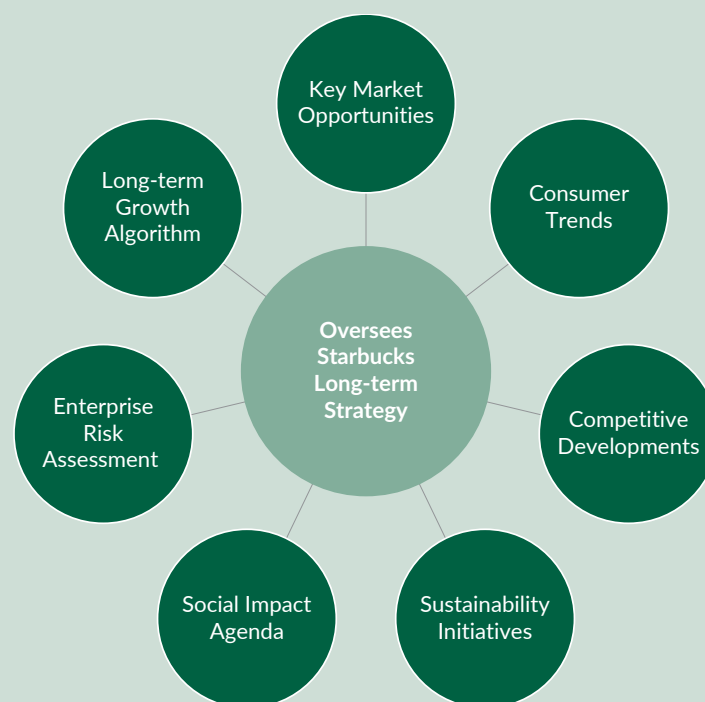 Key Market
Opportunities
Consumer
Trends
Competitive
Developments
Sustainability
Initiatives
Social Impact
Agenda
Enterprise
Risk
Assessment
Long-term
Growth
Algorithm
Oversees
Starbucks
Long-term
Strategy